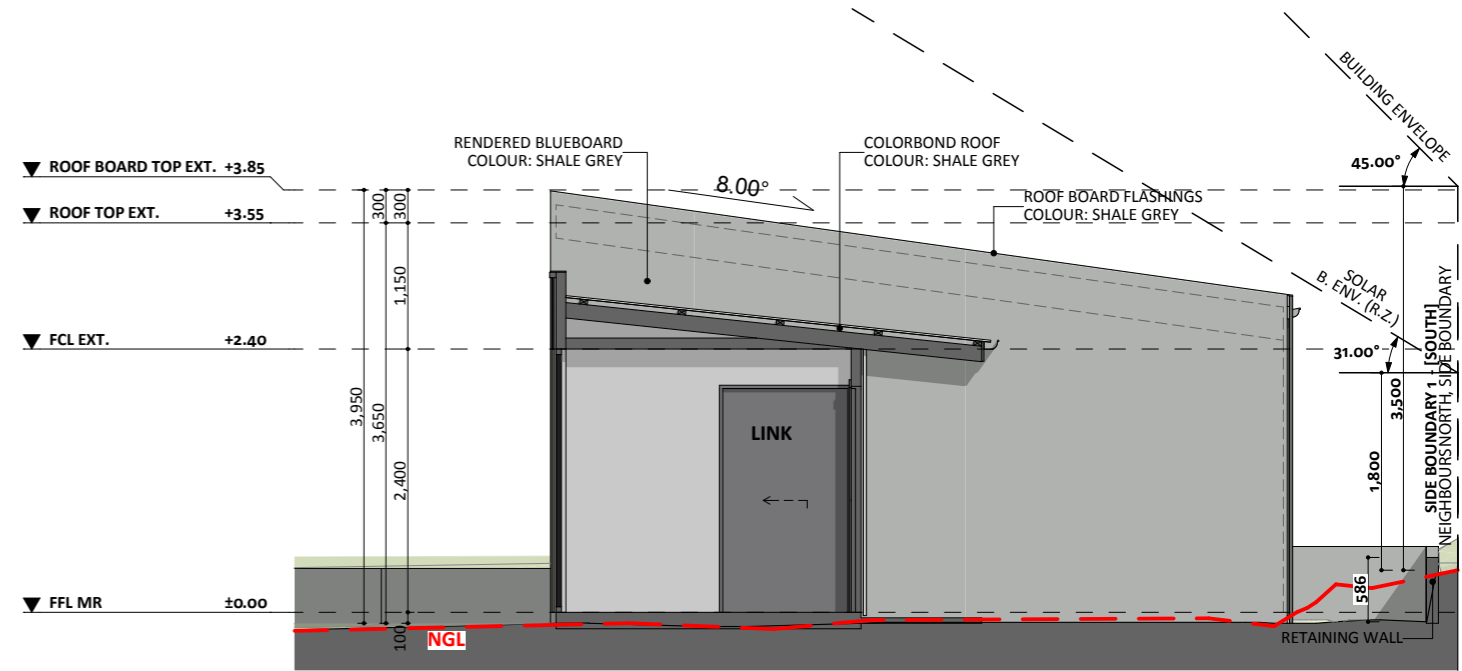 BUILDING ENVELOPE
RENDERED BLUEBOARD
COLOUR: SHALE GREY
COLORBOND ROOF
COLOUR: SHALE GREY
45.00°
ROOF BOARD TOP EXT. +3.85
8.00°
ROOF BOARD FLASHINGS
COLOUR: SHALE GREY
300
300
ROOF TOP EXT. +3.55
1,150
SOLAR
B. ENV. (R.Z.)
FCL EXT. +2.40
31.00°
3,950
3,650
2,400
3,500
1,800
SIDE BOUNDARY 1 - [SOUTH]
NEIGHBOURSNORTH, SIDE BOUNDARY
LINK
586
FFL MR ±0.00
100
NGL
RETAINING WALL